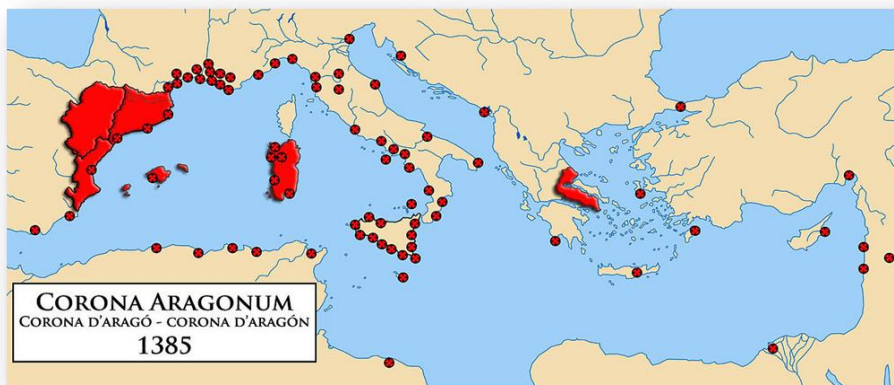 CORONA ARAGONUM
CORONA D'ARAGÓ - CORONA D'ARAGÓN
1385